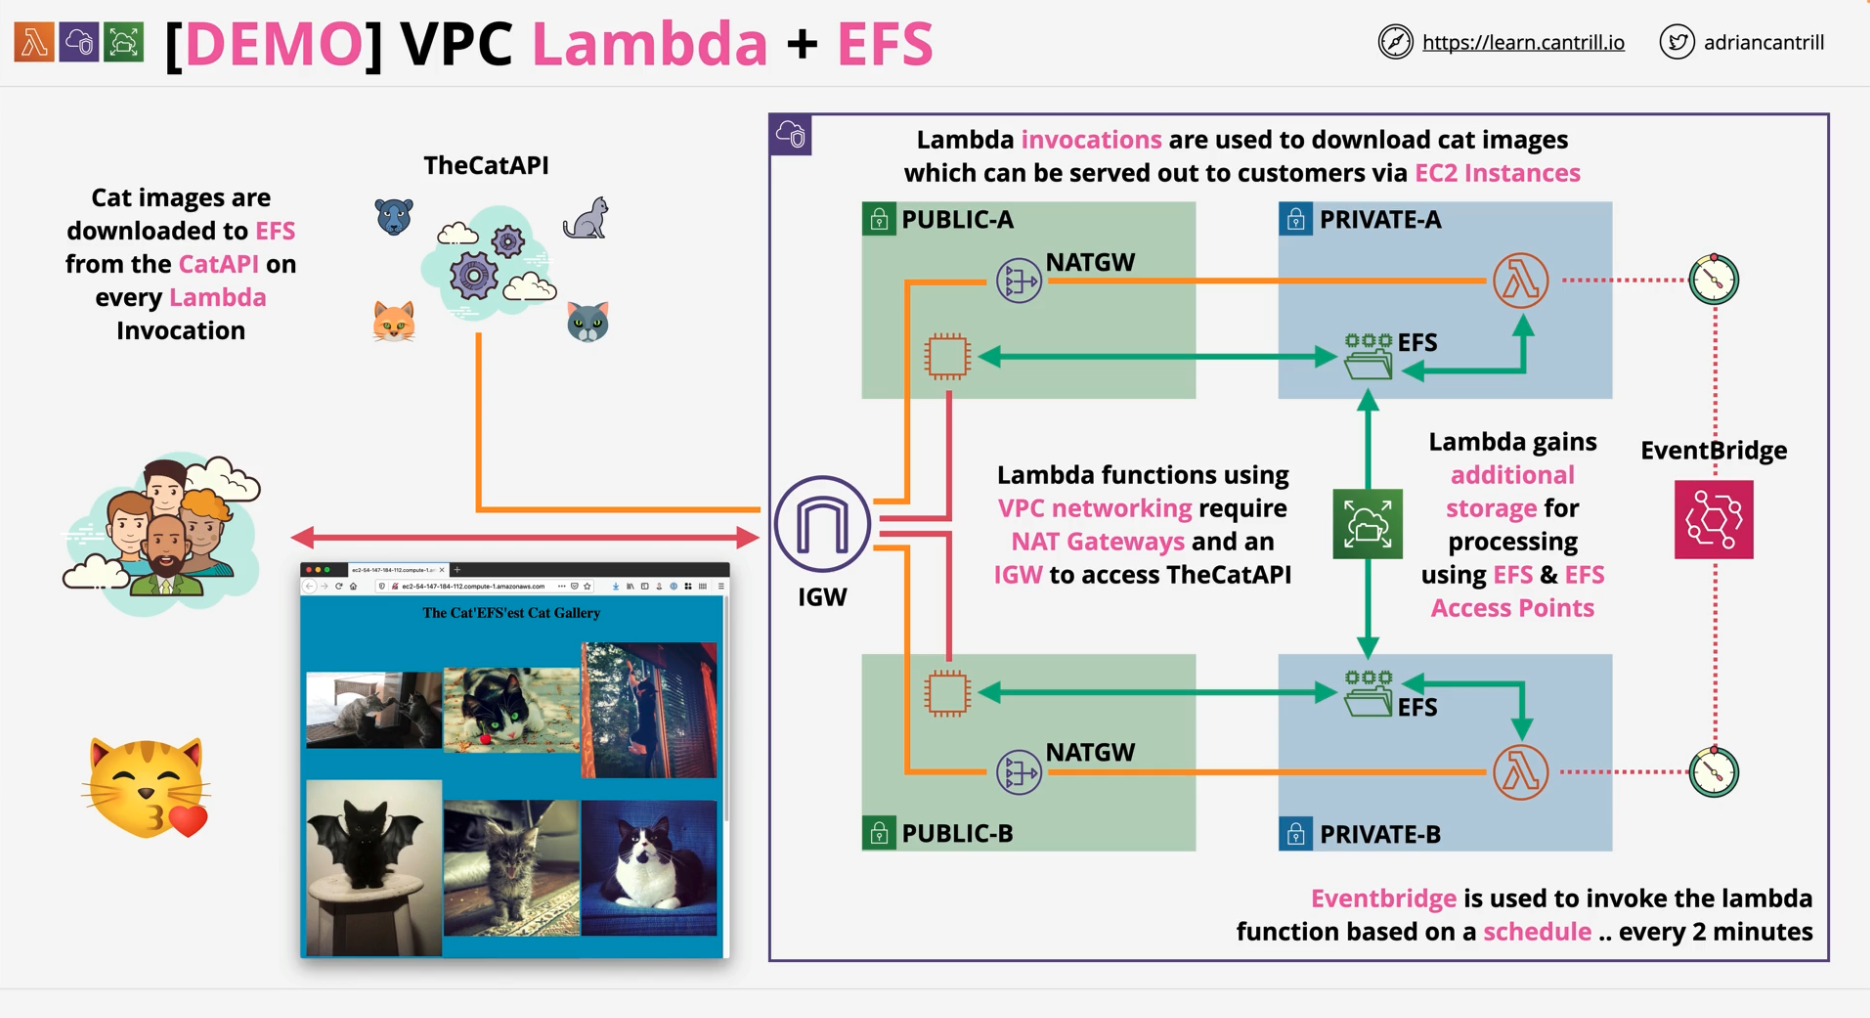 [DEMO] VPC Lambda + EFS
https://learn.cantrill.io
adriancantrill
Cat images are
downloaded to EFS
from the CatAPI on
every Lambda
Invocation
TheCatAPI
Lambda invocations are used to download cat images
which can be served out to customers via EC2 Instances
PUBLIC-A
PRIVATE-A
NATGW
EFS
Lambda functions using
VPC networking require
NAT Gateways and an
IGW to access TheCatAPI
Lambda gains
additional
storage for
processing
using EFS & EFS
Access Points
EventBridge
IGW
ec2-54-147-184-112.compute-1.amazonaws.com
The Cat'EFS'est Cat Gallery
EFS
NATGW
PUBLIC-B
PRIVATE-B
Eventbridge is used to invoke the lambda
function based on a schedule .. every 2 minutes